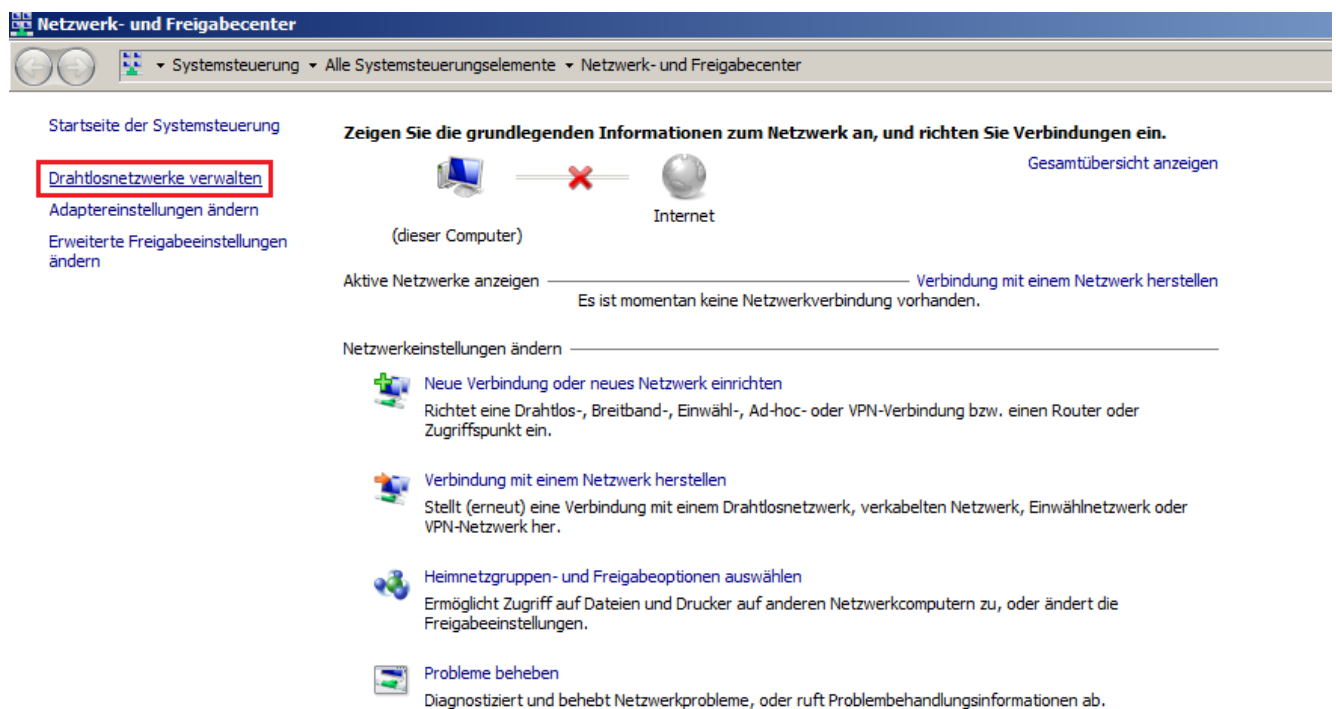 Netzwerk- und Freigabecenter
Systemsteuerung Alle Systemsteuerungselemente Netzwerk- und Freigabecenter
Startseite der Systemsteuerung
Drahtlosnetzwerke verwalten
Adaptereinstellungen ändern
Erweiterte Freigabeeinstellungen
ändern
Zeigen Sie die grundlegenden Informationen zum Netzwerk an, und richten Sie Verbindungen ein.
Gesamtübersicht anzeigen
Internet
(dieser Computer)
Aktive Netzwerke anzeigen
Verbindung mit einem Netzwerk herstellen
Es ist momentan keine Netzwerkverbindung vorhanden.
Netzwerkeinstellungen ändern
Neue Verbindung oder neues Netzwerk einrichten
Richtet eine Drahtlos-, Breitband-, Einwähl-, Ad-hoc- oder VPN-Verbindung bzw. einen Router oder
Zugriffspunkt ein.
Verbindung mit einem Netzwerk herstellen
Stellt (erneut) eine Verbindung mit einem Drahtlosnetzwerk, verkabelten Netzwerk, Einwählnetzwerk oder
VPN-Netzwerk her.
Heimnetzgruppen- und Freigabeoptionen auswählen
Ermöglicht Zugriff auf Dateien und Drucker auf anderen Netzwerkcomputern zu, oder ändert die
Freigabeeinstellungen.
Probleme beheben
Diagnostiziert und behebt Netzwerkprobleme, oder ruft Problembehandlungsinformationen ab.